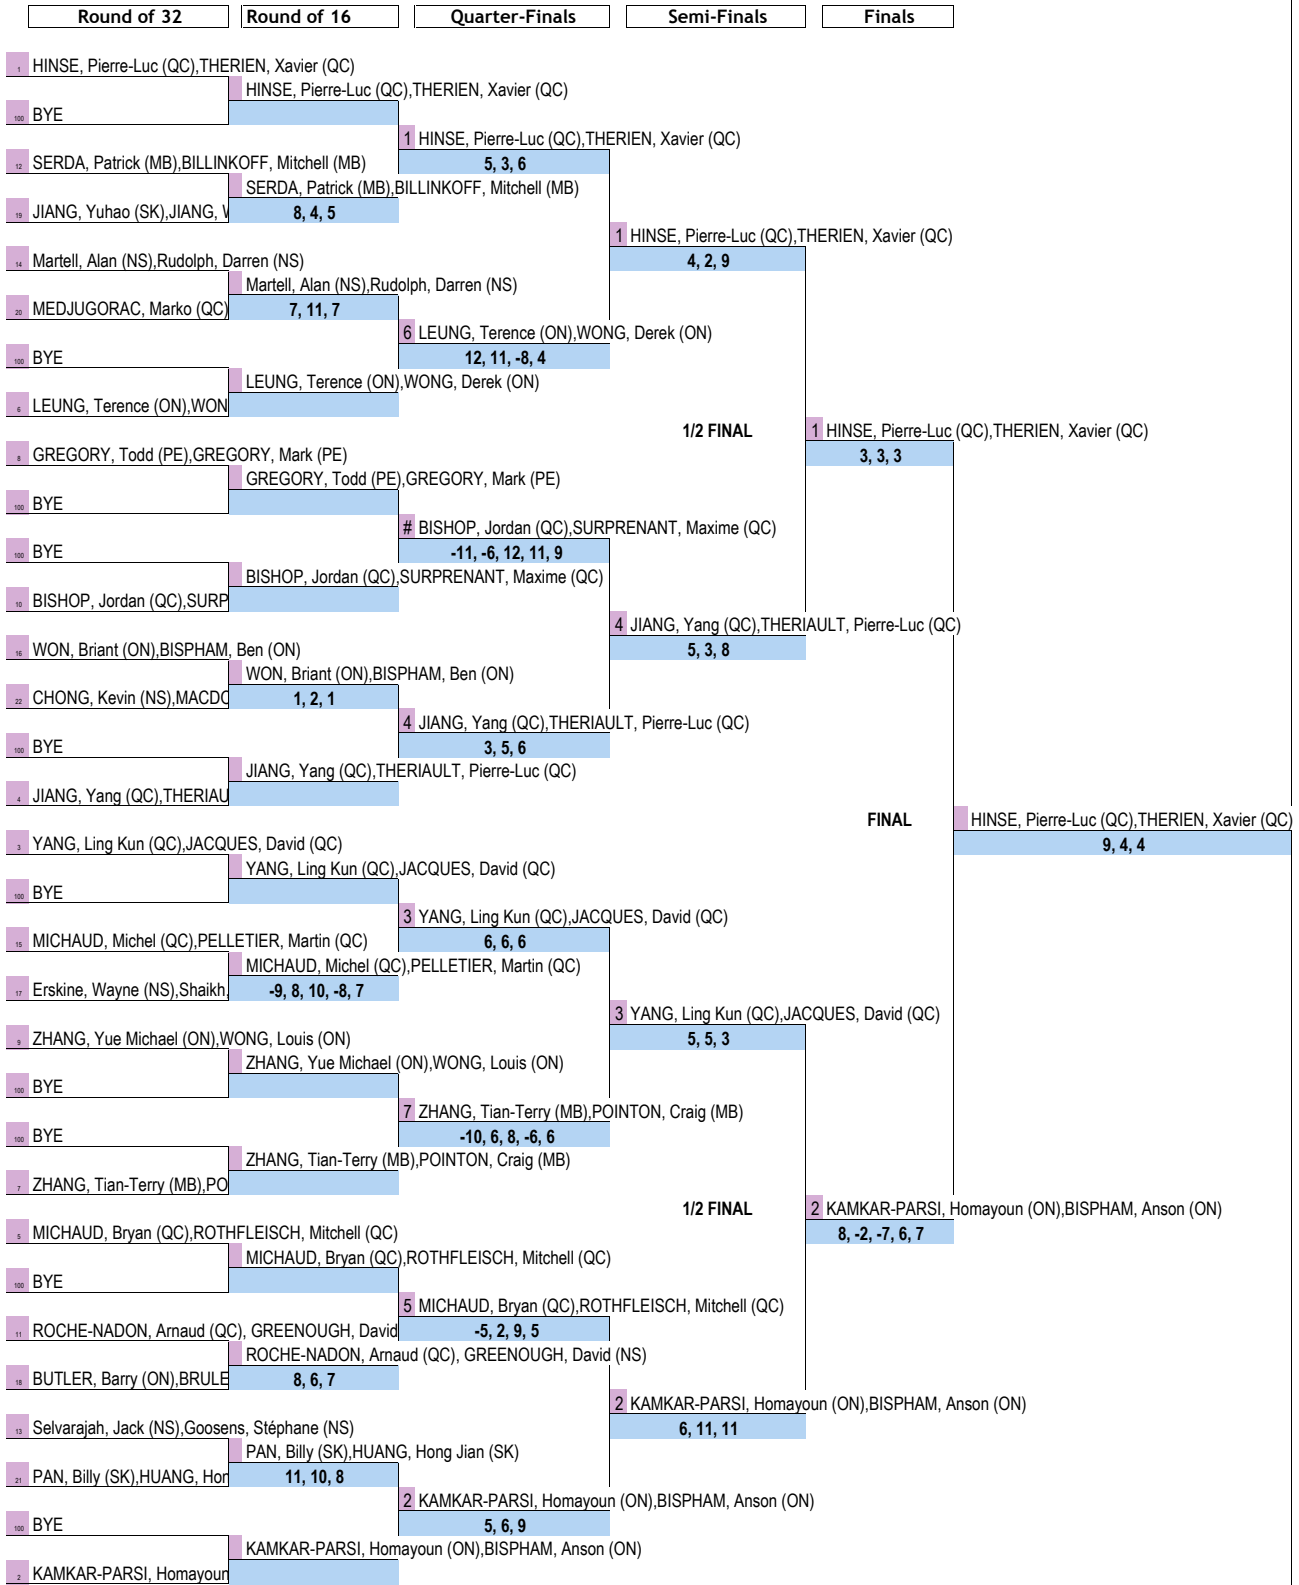 Round of 32 Round of 16 Quarter-Finals Semi-Finals Finals
1 HINSE, Pierre-Luc (QC),THERIEN, Xavier (QC)
HINSE, Pierre-Luc (QC),THERIEN, Xavier (QC)
100 BYE
1 HINSE, Pierre-Luc (QC),THERIEN, Xavier (QC)
12 SERDA, Patrick (MB),BILLINKOFF, Mitchell (MB)
5, 3, 6
SERDA, Patrick (MB),BILLINKOFF, Mitchell (MB)
19 JIANG, Yuhao (SK),JIANG, 8, 4, 5
1 HINSE, Pierre-Luc (QC),THERIEN, Xavier (QC)
14 Martell, Alan (NS),Rudolph, Darren (NS)
4, 2, 9
Martell, Alan (NS),Rudolph, Darren (NS)
20 MEDJUGORAC, Marko (QC) 7, 11, 7
6 LEUNG, Terence (ON),WONG, Derek (ON)
100 BYE
12, 11, -8, 4
LEUNG, Terence (ON),WONG, Derek (ON)
6 LEUNG, Terence (ON),WON
1/2 FINAL 1 HINSE, Pierre-Luc (QC),THERIEN, Xavier (QC)
8 GREGORY, Todd (PE),GREGORY, Mark (PE)
3, 3, 3
GREGORY, Todd (PE),GREGORY, Mark (PE)
100 BYE
# BISHOP, Jordan (QC),SURPRENANT, Maxime (QC)
100 BYE
-11, -6, 12, 11, 9
BISHOP, Jordan (QC),SURPRENANT, Maxime (QC)
10 BISHOP, Jordan (QC),SURP
4 JIANG, Yang (QC),THERIAULT, Pierre-Luc (QC)
16 WON, Briant (ON),BISPHAM, Ben (ON)
5, 3, 8
WON, Briant (ON),BISPHAM, Ben (ON)
22 CHONG, Kevin (NS),MACDO 1, 2, 1
4 JIANG, Yang (QC),THERIAULT, Pierre-Luc (QC)
100 BYE
3, 5, 6
JIANG, Yang (QC),THERIAULT, Pierre-Luc (QC)
4 JIANG, Yang (QC),THERIAU
FINAL HINSE, Pierre-Luc (QC),THERIEN, Xavier (QC)
3 YANG, Ling Kun (QC),JACQUES, David (QC)
9, 4, 4
YANG, Ling Kun (QC),JACQUES, David (QC)
100 BYE
3 YANG, Ling Kun (QC),JACQUES, David (QC)
15 MICHAUD, Michel (QC),PELLETIER, Martin (QC)
6, 6, 6
MICHAUD, Michel (QC),PELLETIER, Martin (QC)
17 Erskine, Wayne (NS),Shaikh, -9, 8, 10, -8, 7
3 YANG, Ling Kun (QC),JACQUES, David (QC)
9 ZHANG, Yue Michael (ON),WONG, Louis (ON)
5, 5, 3
ZHANG, Yue Michael (ON),WONG, Louis (ON)
100 BYE
7 ZHANG, Tian-Terry (MB),POINTON, Craig (MB)
100 BYE
-10, 6, 8, -6, 6
ZHANG, Tian-Terry (MB),POINTON, Craig (MB)
7 ZHANG, Tian-Terry (MB),PO
1/2 FINAL 2 KAMKAR-PARSI, Homayoun (ON),BISPHAM, Anson (ON)
5 MICHAUD, Bryan (QC),ROTHFLEISCH, Mitchell (QC)
8, -2, -7, 6, 7
MICHAUD, Bryan (QC),ROTHFLEISCH, Mitchell (QC)
100 BYE
5 MICHAUD, Bryan (QC),ROTHFLEISCH, Mitchell (QC)
11 ROCHE-NADON, Arnaud (QC), GREENOUGH, David
-5, 2, 9, 5
ROCHE-NADON, Arnaud (QC), GREENOUGH, David (NS)
18 BUTLER, Barry (ON),BRULE 8, 6, 7
2 KAMKAR-PARSI, Homayoun (ON),BISPHAM, Anson (ON)
13 Selvarajah, Jack (NS),Goosens, Stéphane (NS)
6, 11, 11
PAN, Billy (SK),HUANG, Hong Jian (SK)
21 PAN, Billy (SK),HUANG, Hon 11, 10, 8
2 KAMKAR-PARSI, Homayoun (ON),BISPHAM, Anson (ON)
100 BYE
5, 6, 9
KAMKAR-PARSI, Homayoun (ON),BISPHAM, Anson (ON)
2 KAMKAR-PARSI, Homayoun